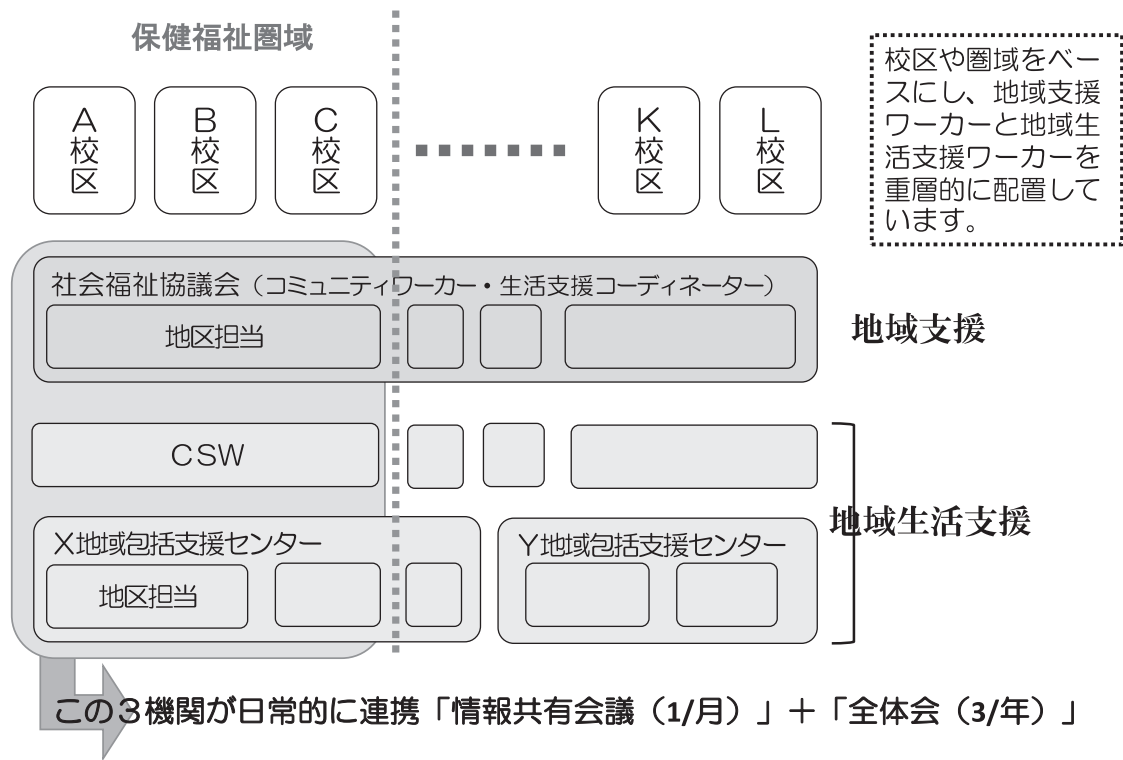 保健福祉圏域
A校区
B校区
C校区
K校区
L校区
校区や圏域をベー
スにし、地域支援
ワーカーと地域生
活支援ワーカーを
重層的に配置して
います。
社会福祉協議会（コミュニティワーカー・生活支援コーディネーター）
地区担当
地域支援
CSW
地域生活支援
X地域包括支援センター
地区担当
Y地域包括支援センター
この3機関が日常的に連携「情報共有会議（1/月）」＋「全体会（3/年）」